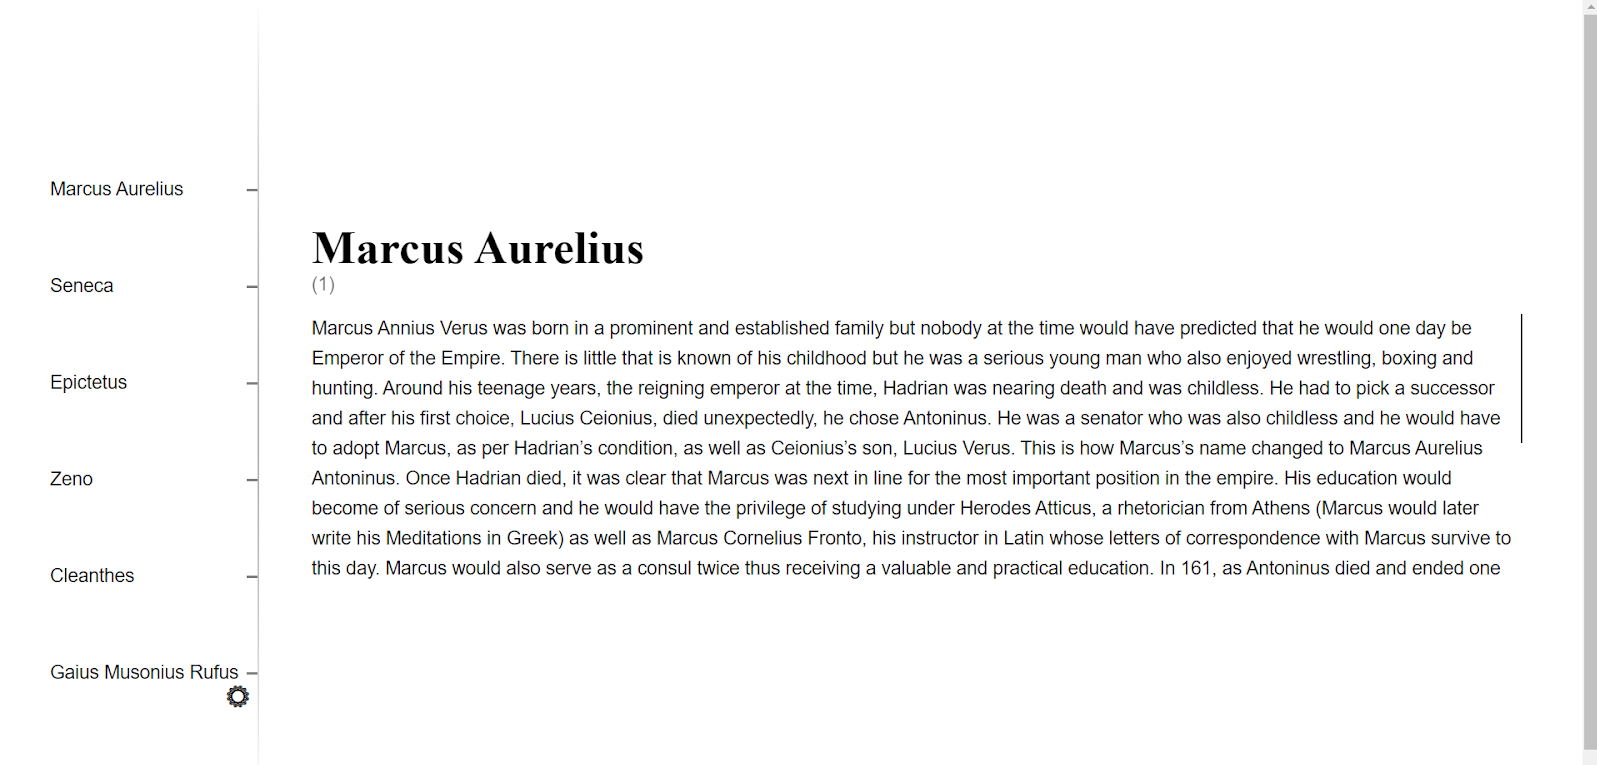 Marcus Aurelius
Seneca
Epictetus
Zeno
Cleanthes
Gaius Musonius Rufus
Marcus Aurelius
(1)
Marcus Annius Verus was born in a prominent and established family but nobody at the time would have predicted that he would one day be
Emperor of the Empire. There is little that is known of his childhood but he was a serious young man who also enjoyed wrestling, boxing and
hunting. Around his teenage years, the reigning emperor at the time, Hadrian was nearing death and was childless. He had to pick a successor
and after his first choice, Lucius Ceionius, died unexpectedly, he chose Antoninus. He was a senator who was also childless and he would have
to adopt Marcus, as per Hadrian’s condition, as well as Ceionius’s son, Lucius Verus. This is how Marcus’s name changed to Marcus Aurelius
Antoninus. Once Hadrian died, it was clear that Marcus was next in line for the most important position in the empire. His education would
become of serious concern and he would have the privilege of studying under Herodes Atticus, a rhetorician from Athens (Marcus would later
write his Meditations in Greek) as well as Marcus Cornelius Fronto, his instructor in Latin whose letters of correspondence with Marcus survive to
this day. Marcus would also serve as a consul twice thus receiving a valuable and practical education. In 161, as Antoninus died and ended one